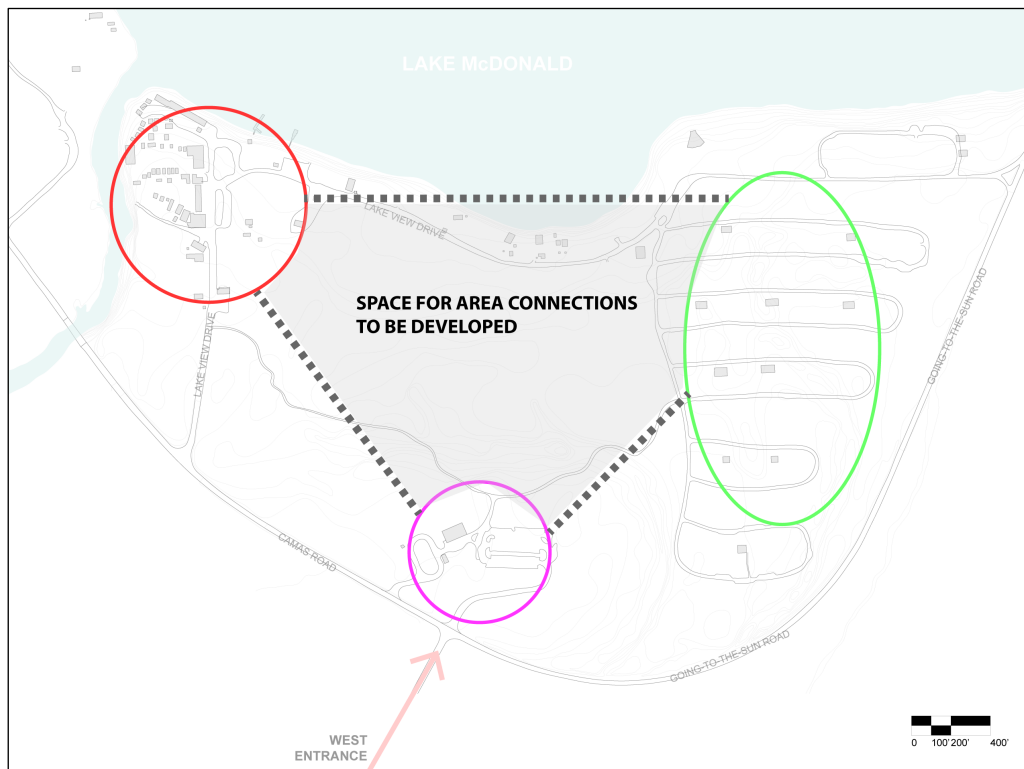 LAKE McDONALD
LAKE VIEW DRIVE
SPACE FOR AREA CONNECTIONS
TO BE DEVELOPED
GOING-TO-THE-SUN ROAD
LAKE VIEW DRIVE
CAMAS ROAD
GOING-TO-THE-SUN ROAD
WEST
ENTRANCE
0 100' 200' 400'